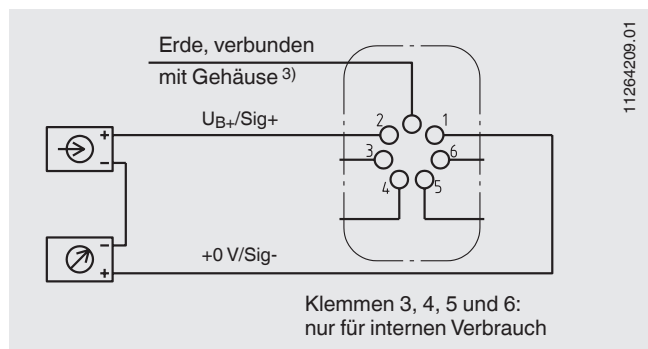 Erde, verbunden
mit Gehäuse 3)
UB+/Sig+
2
1
3
6
4
5
+
−
−
+
+0 V/Sig-
Klemmen 3, 4, 5 und 6:
nur für internen Verbrauch
11264209.01